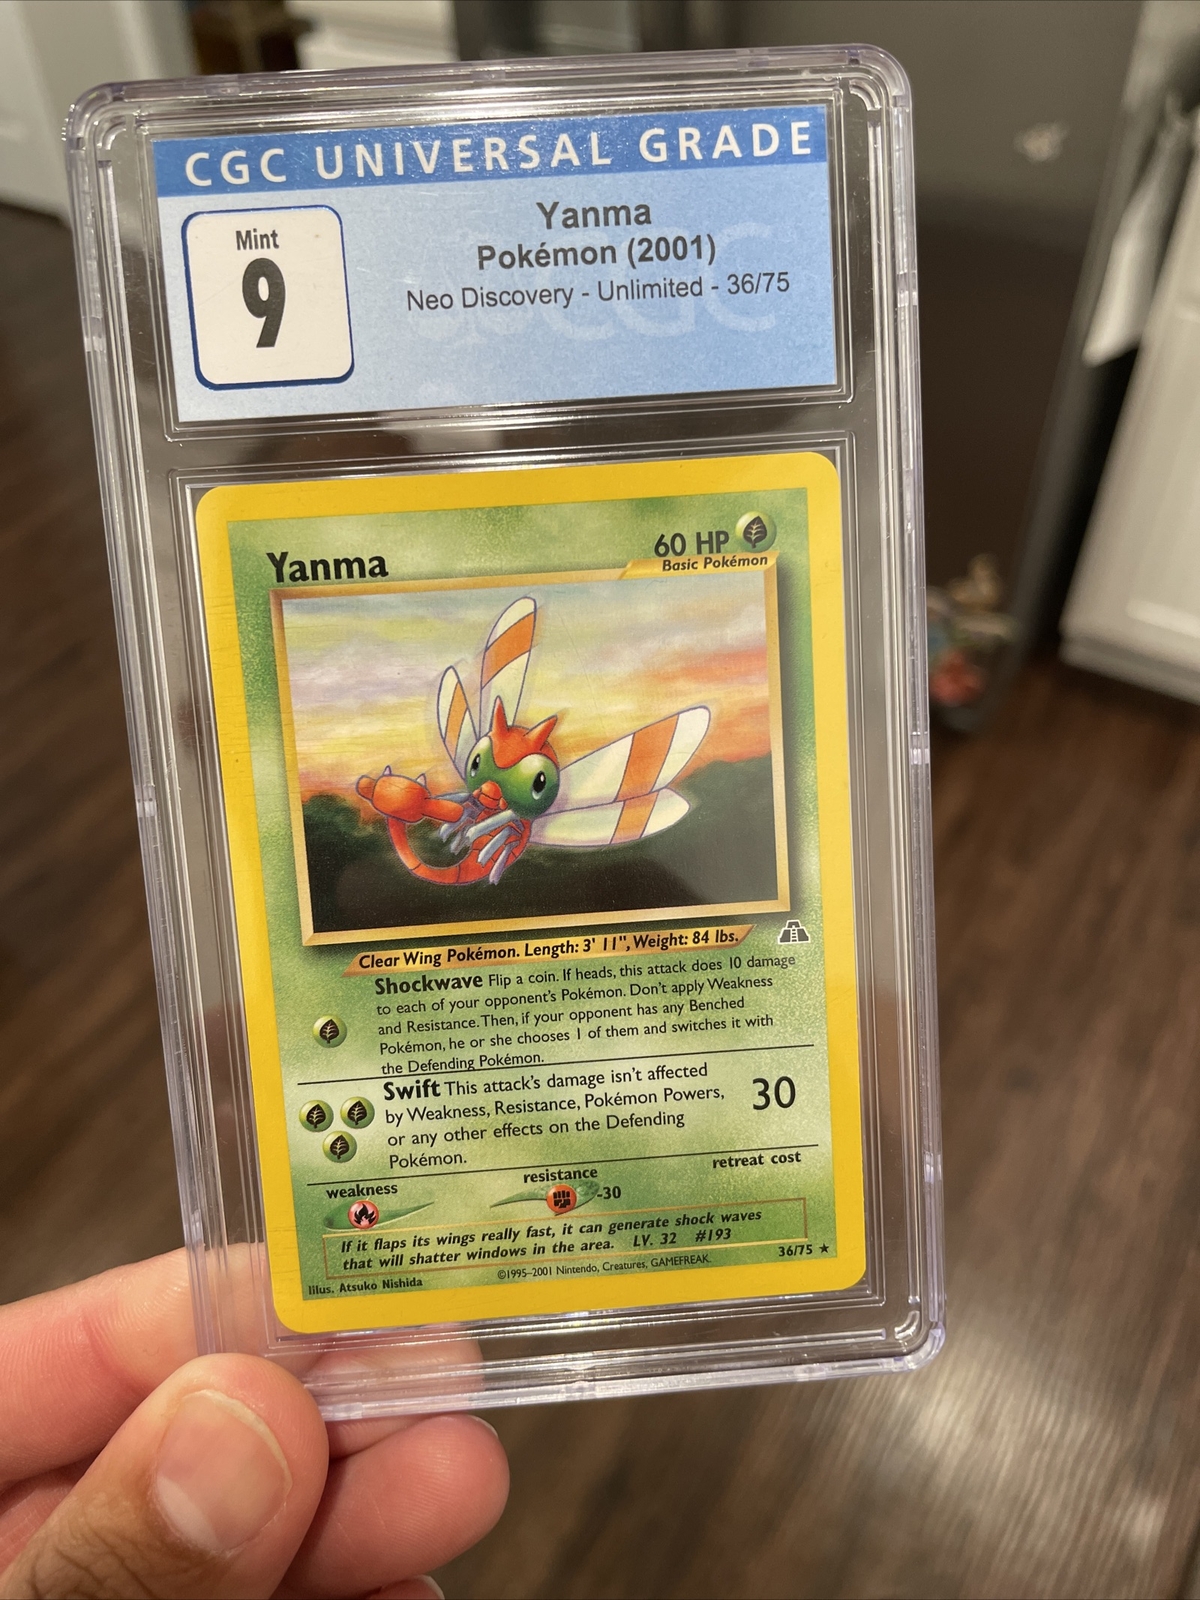 CGC UNIVERSAL GRADE
Mint
9
Yanma
Pokémon (2001)
Neo Discovery - Unlimited - 36/75
CGC
Yanma
60 HP
Basic Pokémon
Clear Wing Pokémon. Length: 3' 11", Weight: 84 lbs.
Shockwave Flip a coin. If heads, this attack does 10 damage
to each of your opponent's Pokémon. Don't apply Weakness
and Resistance. Then, if your opponent has any Benched
Pokémon, he or she chooses 1 of them and switches it with
the Defending Pokémon.
Swift This attack's damage isn't affected
by Weakness, Resistance, Pokémon Powers,
or any other effects on the Defending
Pokémon.
30
weakness
resistance
-30
retreat cost
If it flaps its wings really fast, it can generate shock waves
that will shatter windows in the area. LV. 32 #193
Illus. Atsuko Nishida
©1995–2001 Nintendo, Creatures, GAMEFREAK.
36/75 ★